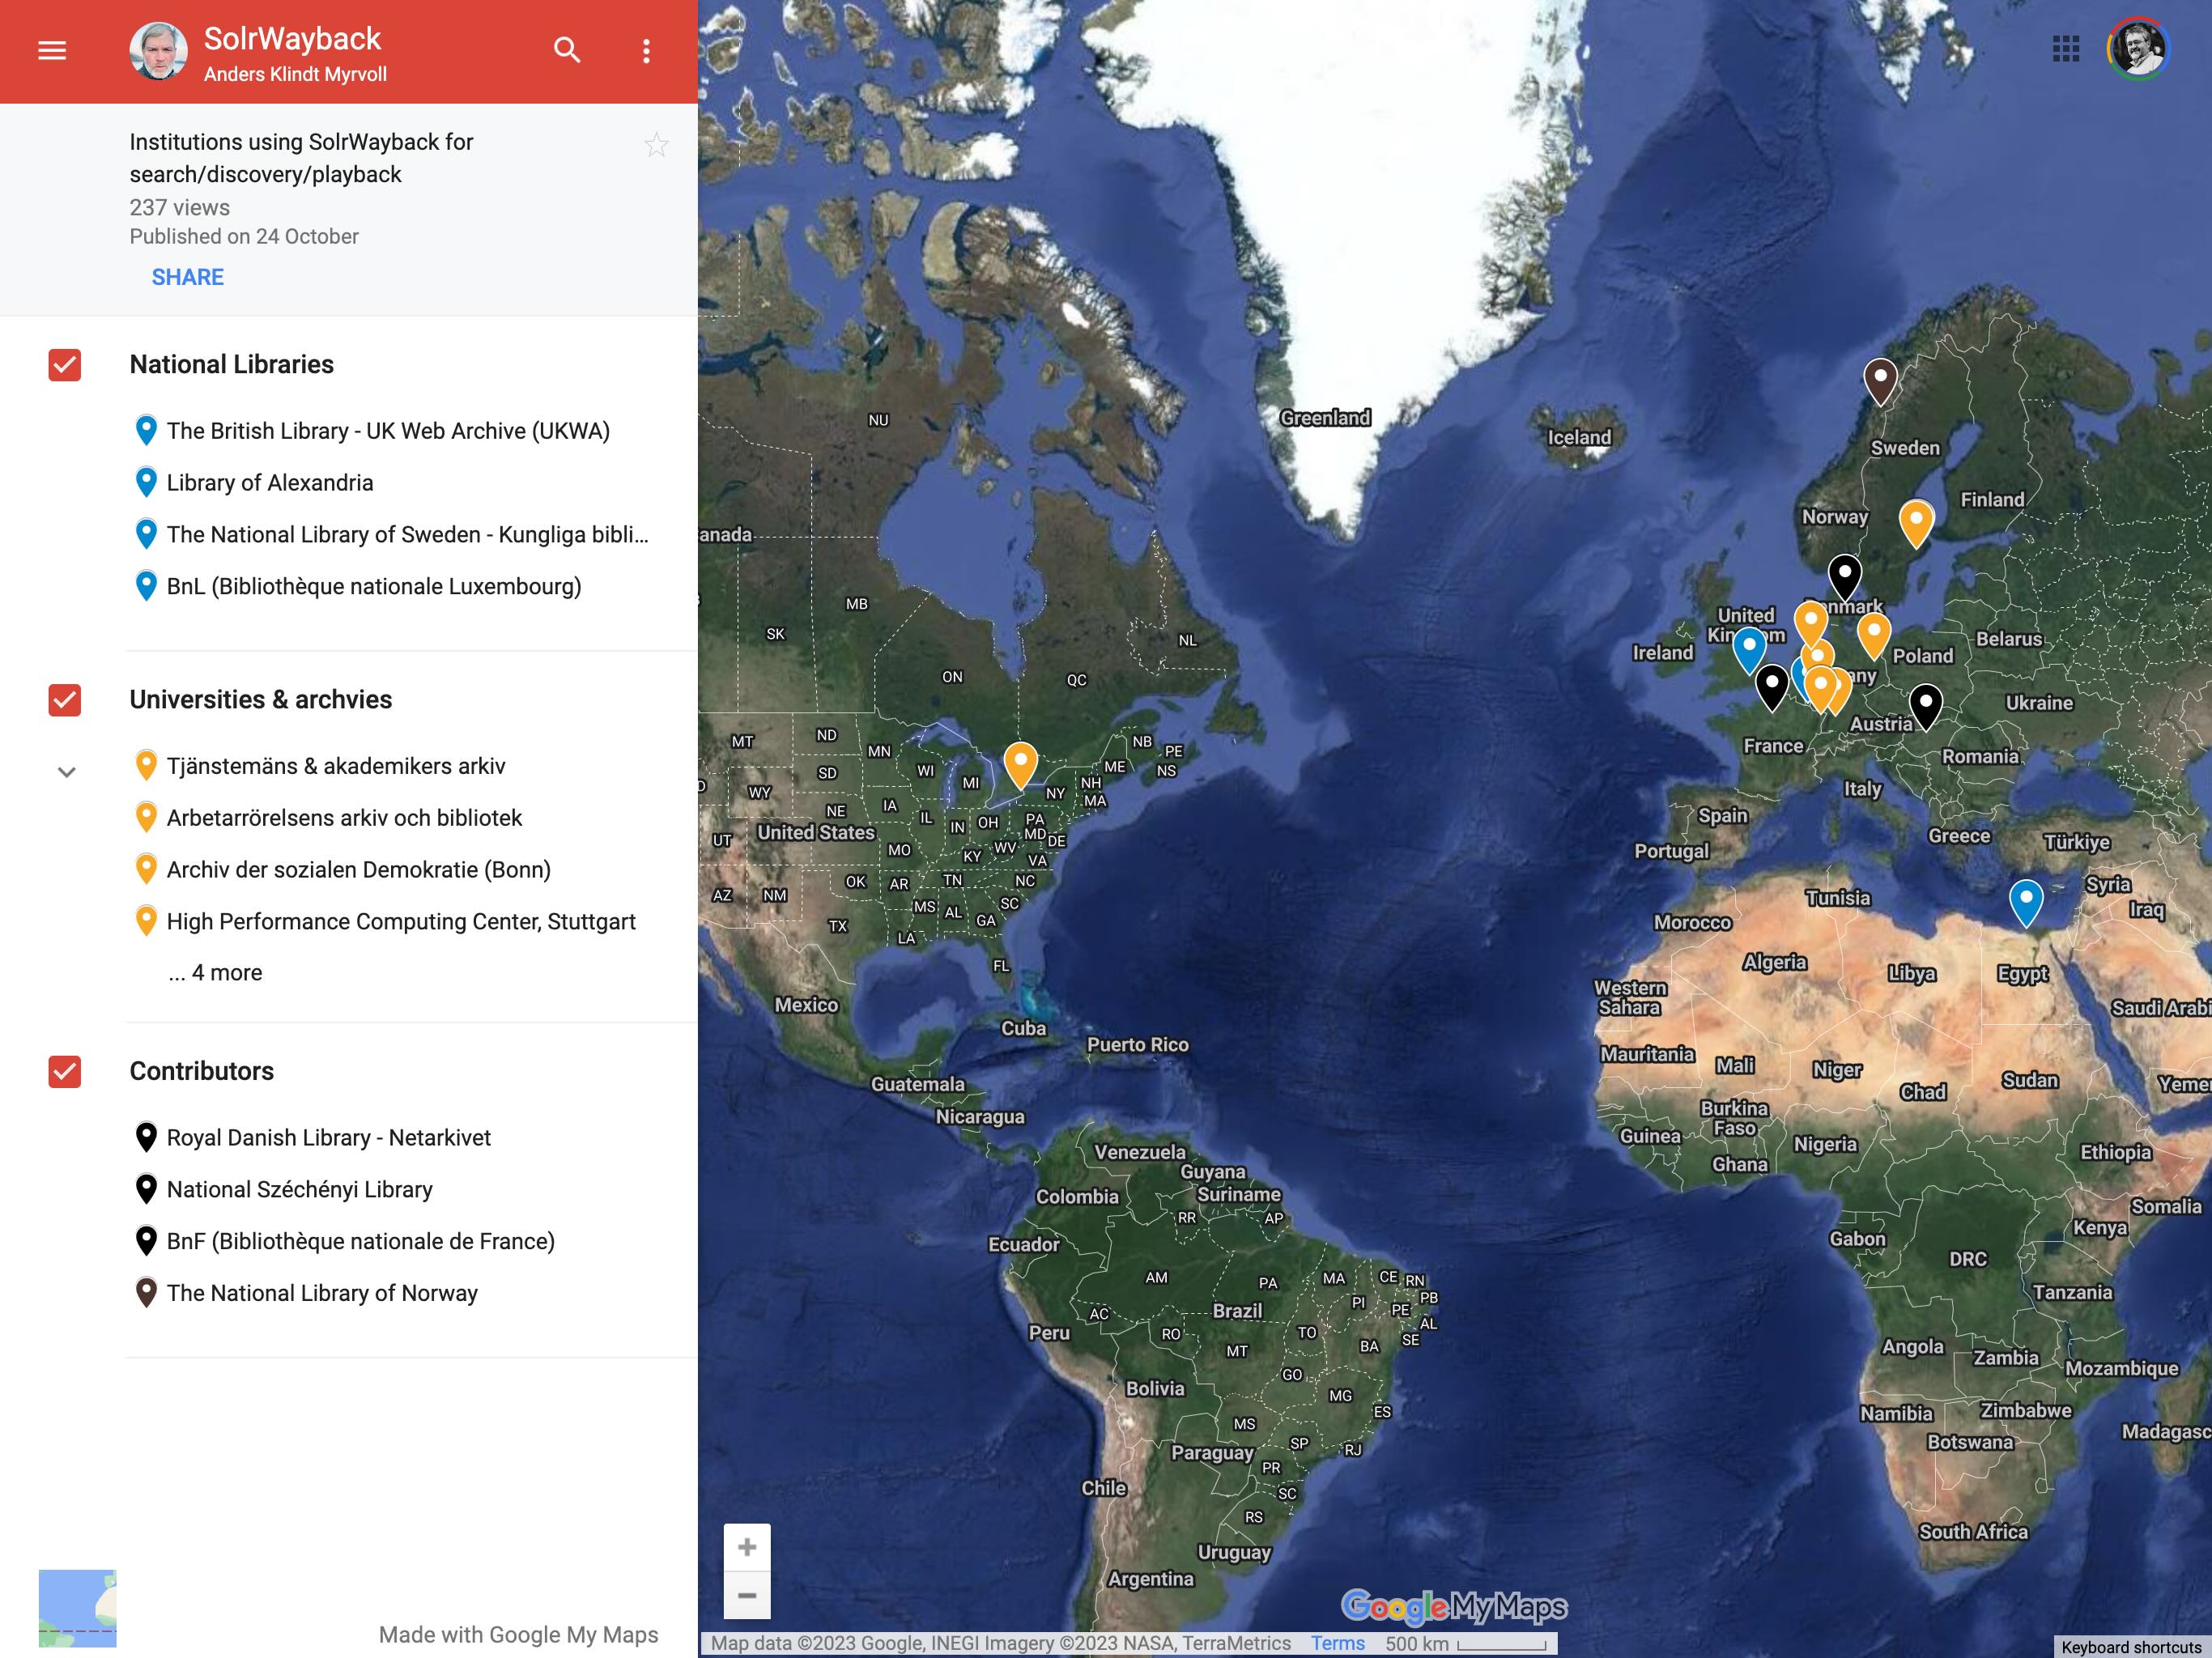 SolrWayback
Anders Klindt Myrvoll
Institutions using SolrWayback for
search/discovery/playback
237 views
Published on 24 October
SHARE
National Libraries
The British Library - UK Web Archive (UKWA)
Library of Alexandria
The National Library of Sweden - Kungliga bibli...
BnL (Bibliothèque nationale Luxembourg)
Universities & archvies
Tjänstemäns & akademikers arkiv
Arbetarrörelsens arkiv och bibliotek
Archiv der sozialen Demokratie (Bonn)
High Performance Computing Center, Stuttgart
... 4 more
Contributors
Royal Danish Library - Netarkivet
National Széchényi Library
BnF (Bibliothèque nationale de France)
The National Library of Norway
Made with Google My Maps
Greenland
Iceland
NU
Sweden
Finland
Norway
anada
MB
SK
NL
ON
QC
United
Kingdom
Ireland
Denmark
Belarus
Poland
any
Ukraine
Austria
France
Romania
Italy
Spain
Greece
Türkiye
Portugal
Syria
Iraq
Tunisia
Morocco
Algeria
Libya
Egypt
Western
Sahara
Saudi Arabi
MT
ND
MN
NB
PE
NS
ME
SD
WI
MI
NH
WY
NY
MA
NE
IA
IL
IN
OH
PA
MD
DE
UT
United States
MO
KY
WV
VA
AZ
NM
OK
AR
TN
NC
MS
AL
GA
SC
TX
LA
FL
Mexico
Cuba
Puerto Rico
Guatemala
Nicaragua
Mauritania
Mali
Niger
Chad
Sudan
Yeme
Burkina
Faso
Guinea
Nigeria
Ghana
Ethiopia
Somalia
Kenya
Gabon
DRC
Tanzania
Venezuela
Guyana
Suriname
Colombia
RR
AP
Ecuador
AM
PA
MA
CE
RN
PB
PI
PE
AL
SE
AC
Brazil
Peru
RO
TO
BA
MT
GO
Bolivia
MG
ES
MS
SP
RJ
Paraguay
PR
Chile
SC
RS
Uruguay
Argentina
Angola
Zambia
Mozambique
Namibia
Zimbabwe
Botswana
Madagasc
South Africa
Google My Maps
Map data ©2023 Google, INEGI Imagery ©2023 NASA, TerraMetrics
Terms
500 km
Keyboard shortcuts